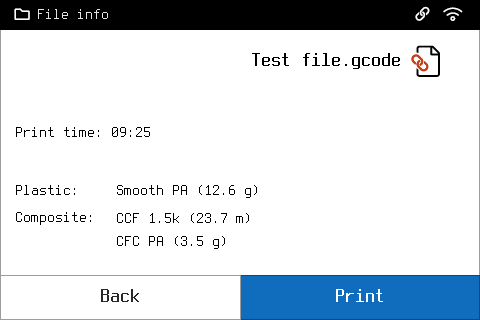 File info
Test file.gcode
Print time: 09:25
Plastic: Smooth PA (12.6 g)
Composite: CCF 1.5k (23.7 m)
CFC PA (3.5 g)
Back Print